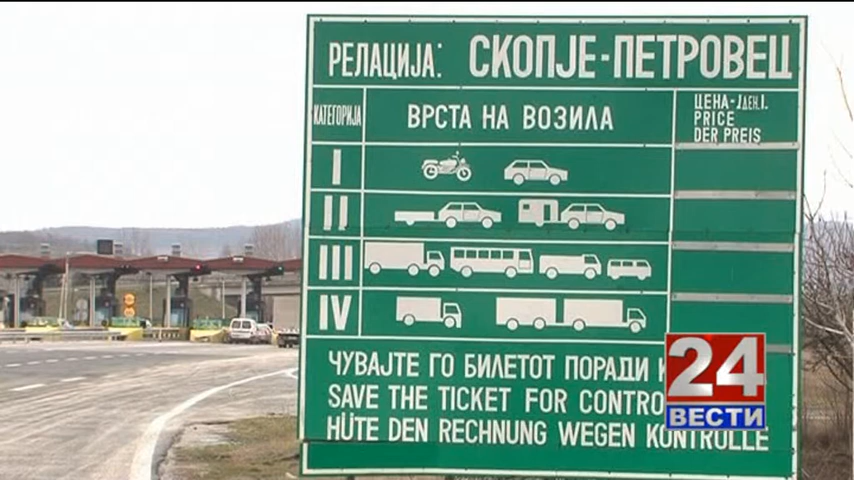 РЕЛАЦИЈА: СКОПЈЕ-ПЕТРОВЕЦ
КАТЕГОРИЈА ВРСТА НА ВОЗИЛА ЦЕНА-ДЕН.
PRICE
DER PREIS
I
II
III
IV
ЧУВАЈТЕ ГО БИЛЕТОТ ПОРАДИ
SAVE THE TICKET FOR
HÜTE DEN RECHNUNG WEGEN KONTROLLE
24
ВЕСТИ